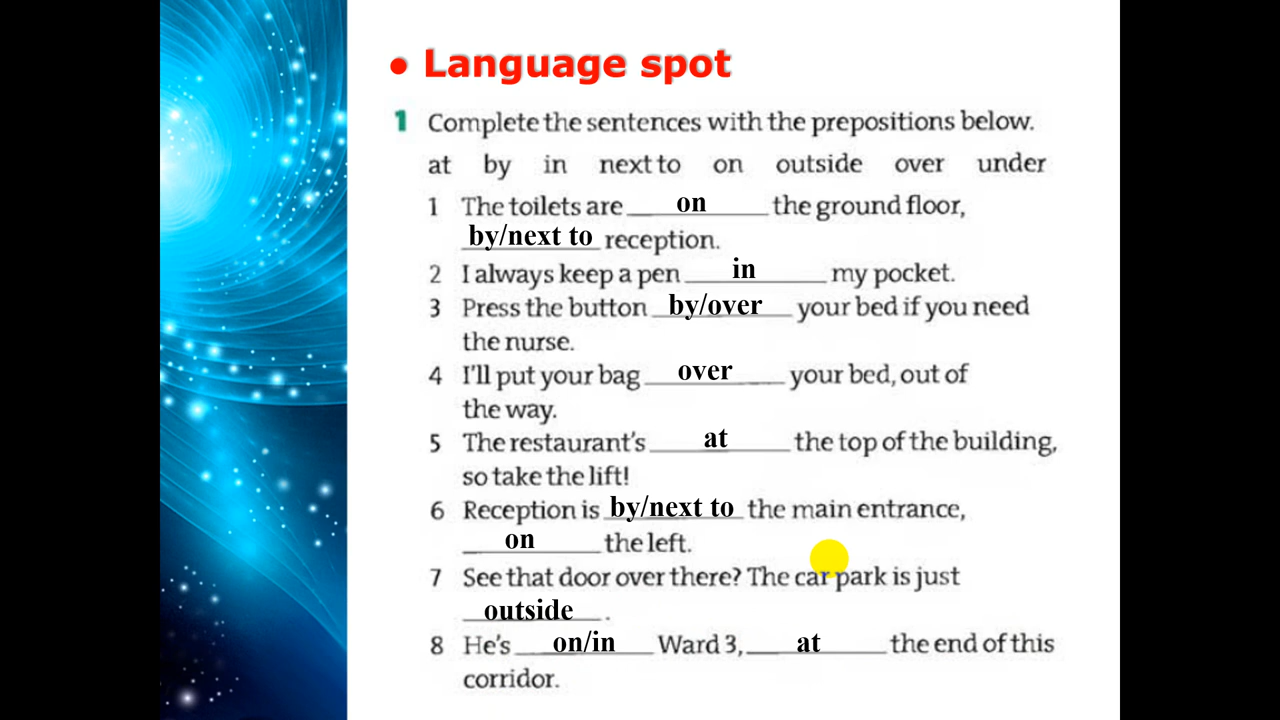 • Language spot
1 Complete the sentences with the prepositions below.
at by in next to on outside over under
1 The toilets are on the ground floor,
by/next to reception.
2 I always keep a pen in my pocket.
3 Press the button by/over your bed if you need
the nurse.
4 I'll put your bag over your bed, out of
the way.
5 The restaurant's at the top of the building,
so take the lift!
6 Reception is by/next to the main entrance,
on the left.
7 See that door over there? The car park is just
outside.
8 He's on/in Ward 3, at the end of this
corridor.